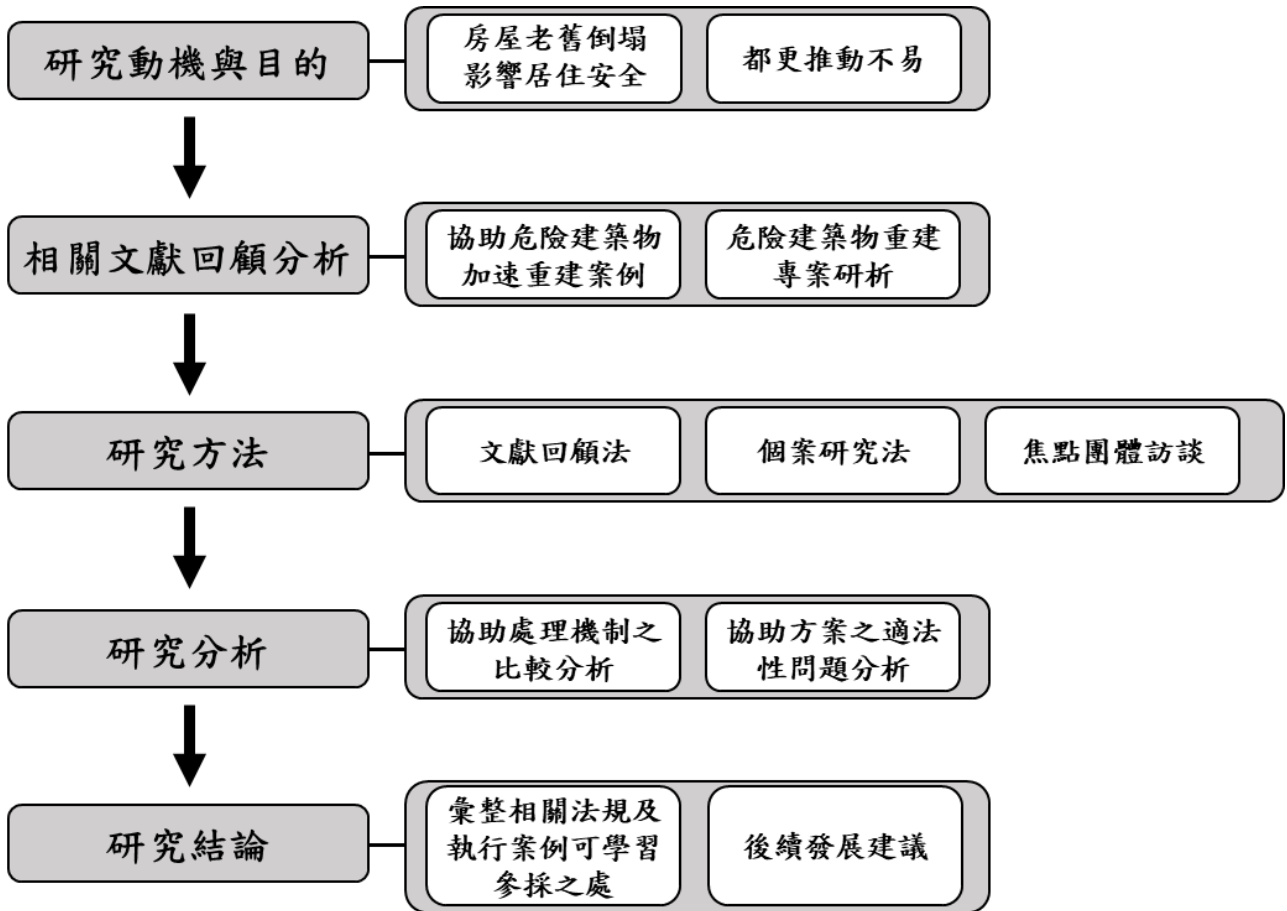 研究動機與目的
房屋老舊倒塌
影響居住安全
都更推動不易
相關文獻回顧分析
協助危險建築物
加速重建案例
危險建築物重建
專案研析
研究方法
文獻回顧法
個案研究法
焦點團體訪談
研究分析
協助處理機制之
比較分析
協助方案之適法
性問題分析
研究結論
彙整相關法規及
執行案例可學習
參採之處
後續發展建議